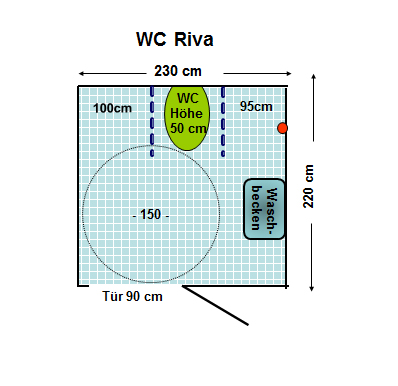 WC Riva
230 cm
100cm
WC
Höhe
50 cm
95cm
220 cm
Wasch-
becken
- 150 -
Tür 90 cm